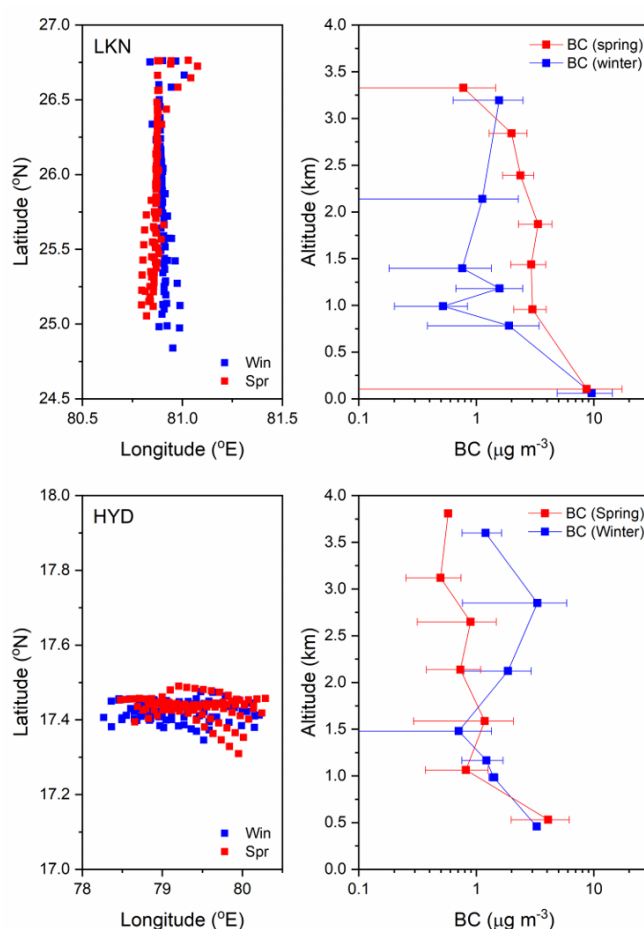 LKN
27.0
26.5
26.0
25.5
25.0
24.5
Latitude (°N)
80.5 81.0 81.5
Longitude (°E)
Win
Spr
BC (spring)
BC (winter)
4.0
3.5
3.0
2.5
2.0
1.5
1.0
0.5
0.0
Altitude (km)
0.1 1 10
BC (μg m⁻³)
HYD
18.0
17.8
17.6
17.4
17.2
17.0
Latitude (°N)
78 79 80
Longitude (°E)
Win
Spr
BC (Spring)
BC (Winter)
4.0
3.5
3.0
2.5
2.0
1.5
1.0
0.5
0.0
Altitude (km)
0.1 1 10
BC (μg m⁻³)